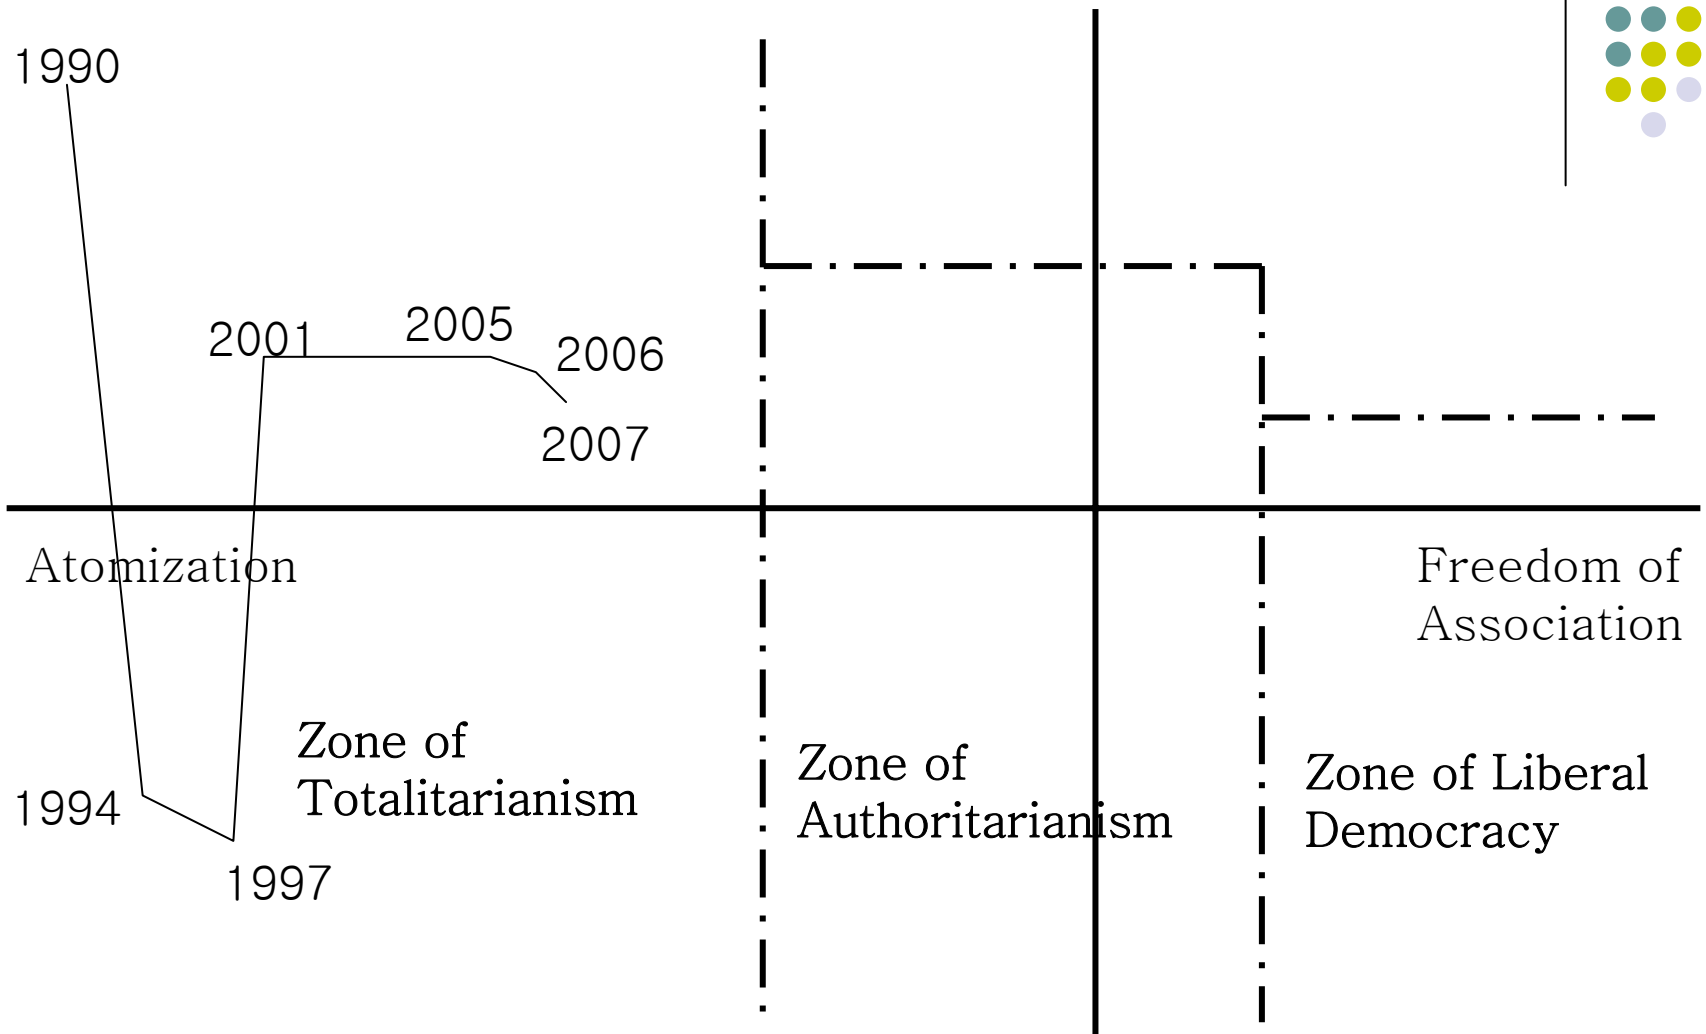 1990
2001
2005
2006
2007
Atomization
Freedom of
Association
Zone of
Totalitarianism
Zone of
Authoritarianism
Zone of Liberal
Democracy
1994
1997